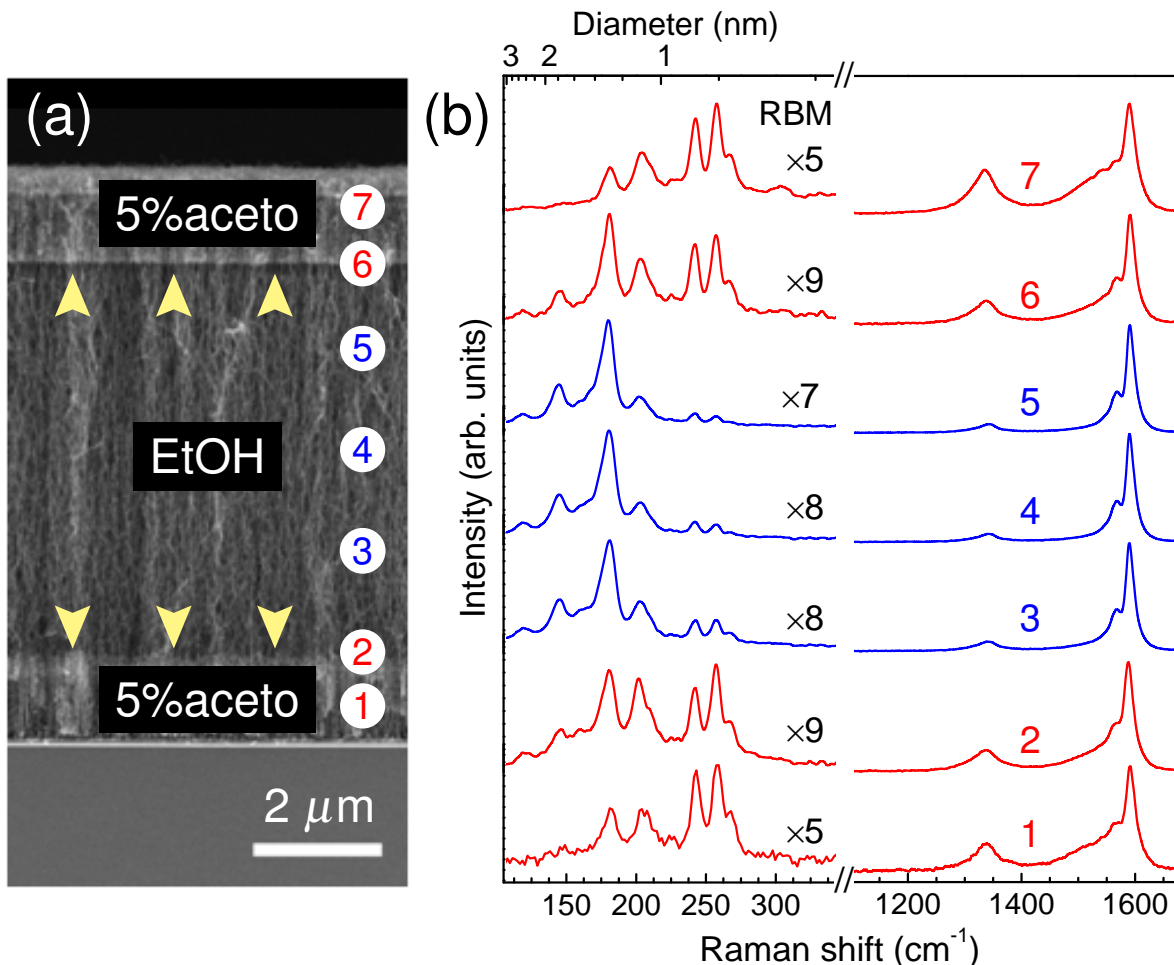 (a)
5%aceto
7
6
5
EtOH
4
3
2
5%aceto
1
2 μm
(b)
Diameter (nm)
3 2 1
RBM
×5
7
×9
6
×7
5
×8
4
×8
3
×9
2
×5
1
Intensity (arb. units)
150 200 250 300 1200 1400 1600
Raman shift (cm⁻¹)